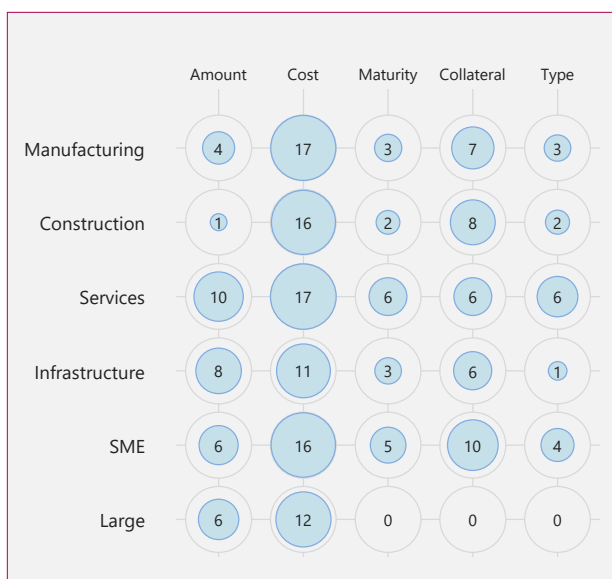 Amount Cost Maturity Collateral Type
Manufacturing 4 17 3 7 3
Construction 1 16 2 8 2
Services 10 17 6 6 6
Infrastructure 8 11 3 6 1
SME 6 16 5 10 4
Large 6 12 0 0 0